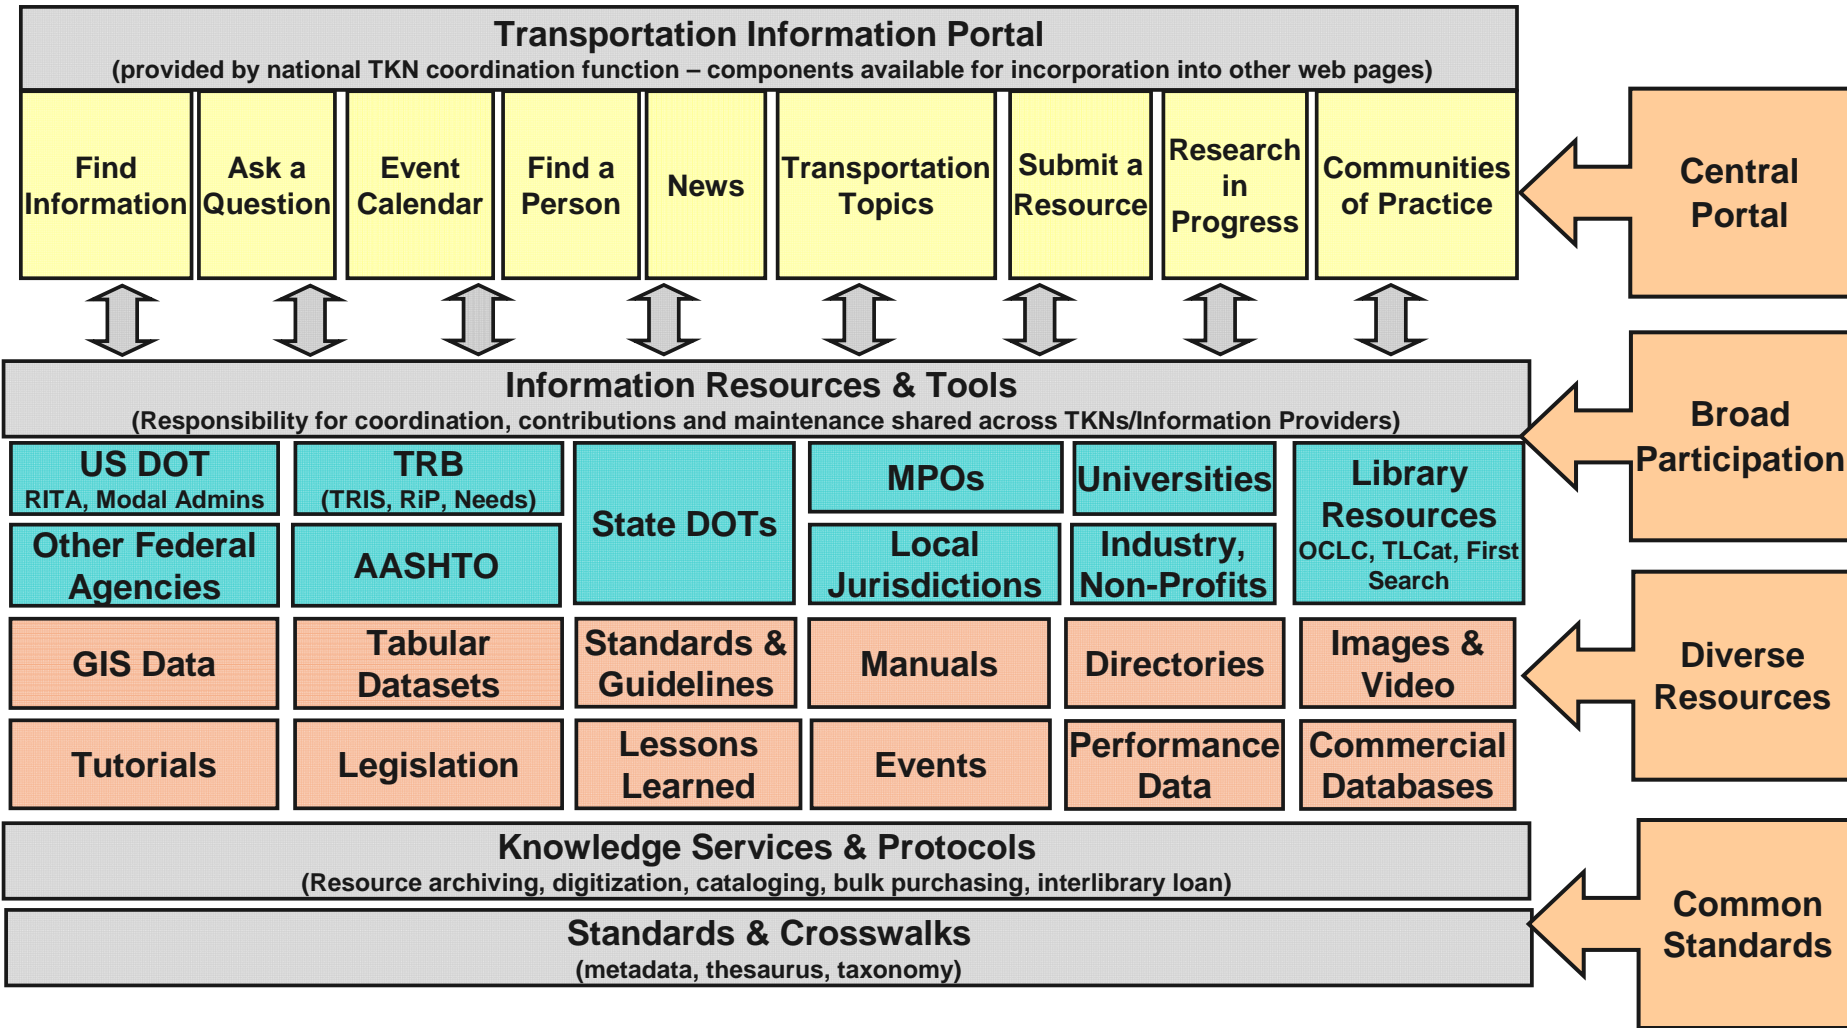 Transportation Information Portal
(provided by national TKN coordination function – components available for incorporation into other web pages)
Find
Information
Ask a
Question
Event
Calendar
Find a
Person
News
Transportation
Topics
Submit a
Resource
Research
in
Progress
Communities
of Practice
Central
Portal
Information Resources & Tools
(Responsibility for coordination, contributions and maintenance shared across TKNs/Information Providers)
Broad
Participation
US DOT
RITA, Modal Admins
TRB
(TRIS, RiP, Needs)
State DOTs
MPOs
Universities
Library
Resources
OCLC, TLCat, First
Search
Other Federal
Agencies
AASHTO
Local
Jurisdictions
Industry,
Non-Profits
GIS Data
Tabular
Datasets
Standards &
Guidelines
Manuals
Directories
Images &
Video
Diverse
Resources
Tutorials
Legislation
Lessons
Learned
Events
Performance
Data
Commercial
Databases
Knowledge Services & Protocols
(Resource archiving, digitization, cataloging, bulk purchasing, interlibrary loan)
Standards & Crosswalks
(metadata, thesaurus, taxonomy)
Common
Standards